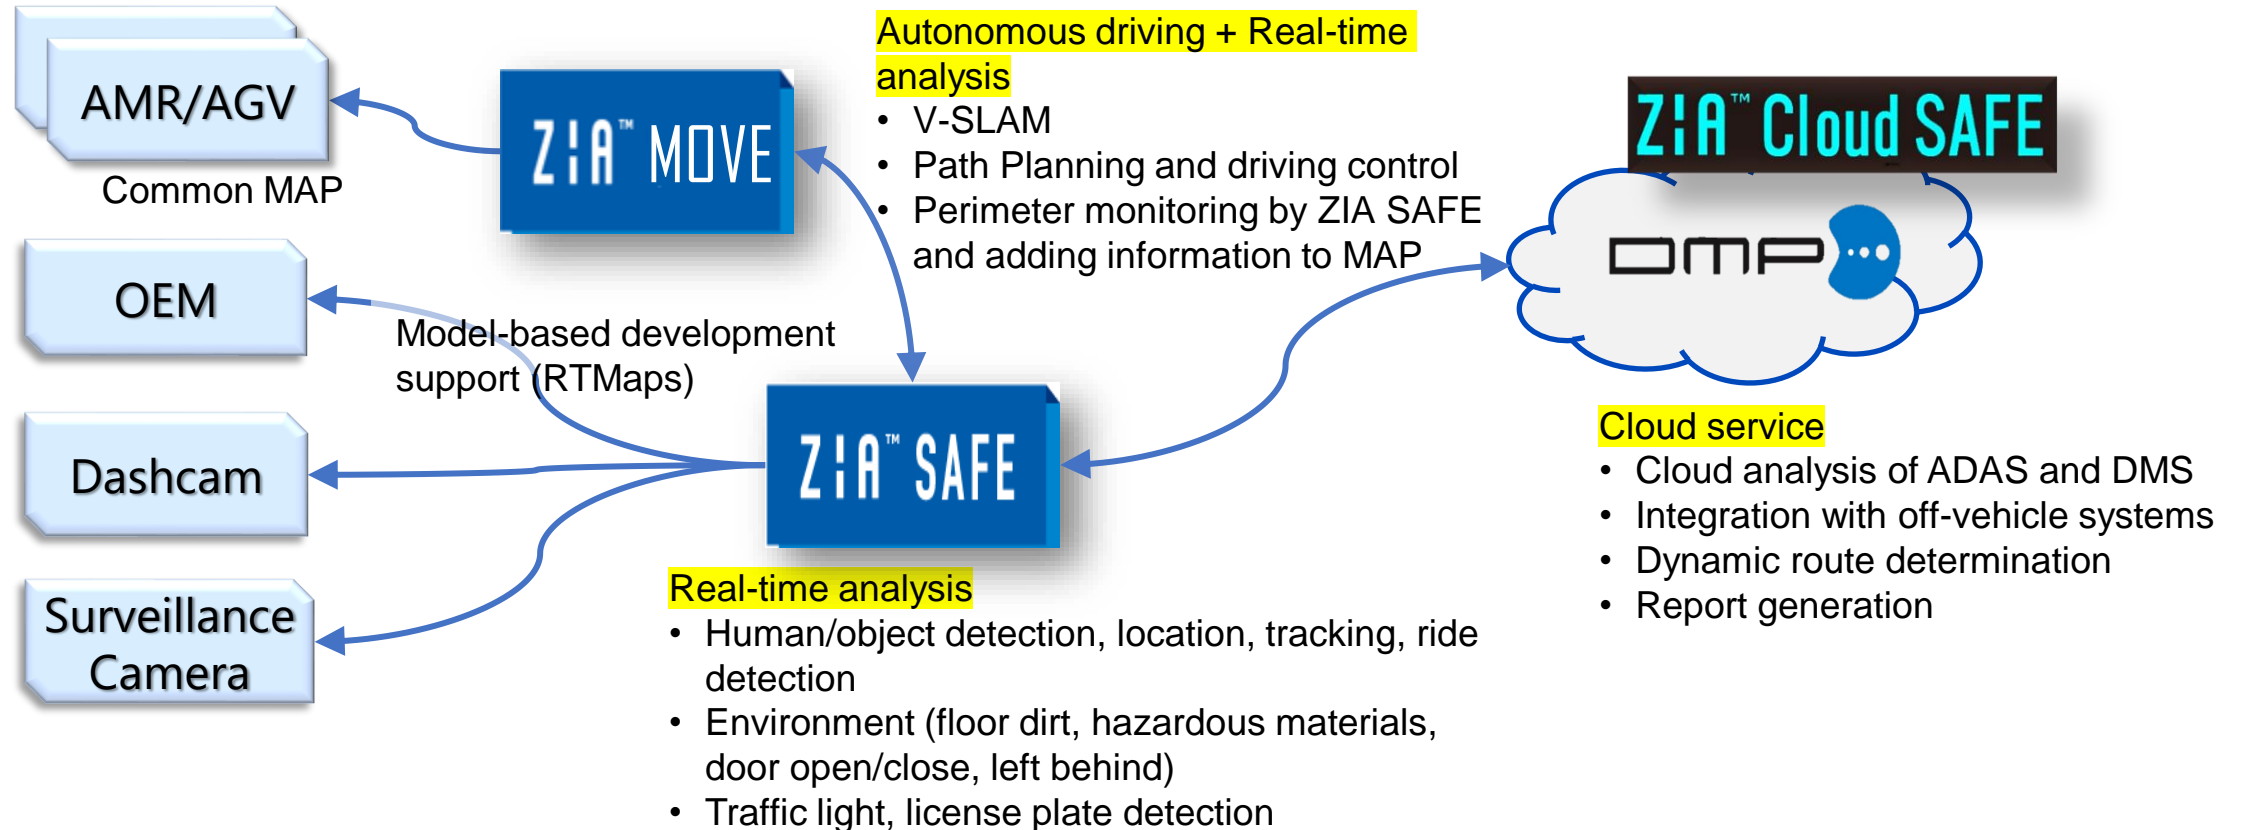 AMR/AGV
Common MAP
OEM
Dashcam
Surveillance
Camera
ZIA™ MOVE
Model-based development
support (RTMaps)
ZIA™ SAFE
Autonomous driving + Real-time
analysis
• V-SLAM
• Path Planning and driving control
• Perimeter monitoring by ZIA SAFE
and adding information to MAP
Real-time analysis
• Human/object detection, location, tracking, ride
detection
• Environment (floor dirt, hazardous materials,
door open/close, left behind)
• Traffic light, license plate detection
ZIA™ Cloud SAFE
DMP
Cloud service
• Cloud analysis of ADAS and DMS
• Integration with off-vehicle systems
• Dynamic route determination
• Report generation